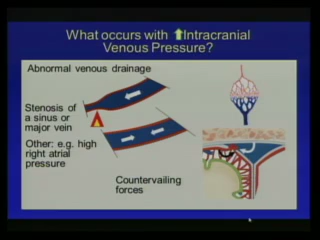 What occurs with Intracranial
Venous Pressure?
Abnormal venous drainage
Stenosis of
a sinus or
major vein
Other: e.g. high
right atrial
pressure
Countervailing
forces